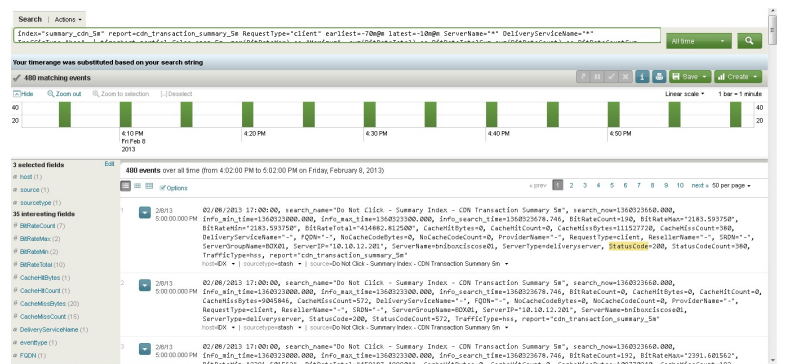 Search | Actions
index="summary_cdn_5m" report=cdn_transaction_summary_5m RequestType="client" earliest=-70m@m latest=-10m@m ServerName="*" DeliveryServiceName="*"
All time
Your timerange was substituted based on your search string
480 matching events
Save
Create
Hide
Zoom out
Zoom to selection
[...]Deselect
Linear scale
1 bar = 1 minute
40
40
20
20
4:10 PM
Fri Feb 8
2013
4:20 PM
4:30 PM
4:40 PM
4:50 PM
3 selected fields
Edit
# host (1)
# source (1)
# sourcetype (1)
35 interesting fields
# BitRateCount (7)
# BitRateMax (2)
# BitRateMin (2)
# BitRateTotal (10)
# CacheHitBytes (1)
# CacheHitCount (1)
# CacheMissBytes (20)
# CacheMissCount (16)
# DeliveryServiceName (1)
# eventtype (1)
# FQDN (1)
480 events over all time (from 4:02:00 PM to 5:02:00 PM on Friday, February 8, 2013)
Options
« prev 1 2 3 4 5 6 7 8 9 10 next » 50 per page
1
2/8/13
5:00:00.000 PM
02/08/2013 17:00:00, search_name="Do Not Click - Summary Index - CDN Transaction Summary 5m", search_now=1360323660.000,
info_min_time=1360323000.000, info_max_time=1360323660.000, info_search_time=1360323678.746, BitRateCount=190, BitRateMax="2183.593750",
BitRateMin="2183.593750", BitRateTotal="414882.812500", CacheHitBytes=0, CacheHitCount=0, CacheMissBytes=111527720, CacheMissCount=380,
DeliveryServiceName="-", FQDN="-", NoCacheCodeBytes=0, NoCacheCodeCount=0, ProviderName="-", RequestType=client, ResellerName="-", SRDN="-",
ServerGroupName=BOX01, ServerIP="10.10.12.201", ServerName=bniboxciscose01, ServerType=deliveryserver, StatusCode=200, StatusCodeCount=380,
TrafficType=hss, report="cdn_transaction_summary_5m"
host=IDX | sourcetype=stash | source=Do Not Click - Summary Index - CDN Transaction Summary 5m
2
2/8/13
5:00:00.000 PM
02/08/2013 17:00:00, search_name="Do Not Click - Summary Index - CDN Transaction Summary 5m", search_now=1360323660.000,
info_min_time=1360323000.000, info_max_time=1360323660.000, info_search_time=1360323678.746, BitRateCount=0, CacheHitBytes=0, CacheHitCount=0,
CacheMissBytes=9045846, CacheMissCount=572, DeliveryServiceName="-", FQDN="-", NoCacheCodeBytes=0, NoCacheCodeCount=0, ProviderName="-",
RequestType=client, ResellerName="-", SRDN="-", ServerGroupName=BOX01, ServerIP="10.10.12.201", ServerName=bniboxciscose01,
ServerType=deliveryserver, StatusCode=200, StatusCodeCount=572, TrafficType=hss, report="cdn_transaction_summary_5m"
host=IDX | sourcetype=stash | source=Do Not Click - Summary Index - CDN Transaction Summary 5m
3
2/8/13
5:00:00.000 PM
02/08/2013 17:00:00, search_name="Do Not Click - Summary Index - CDN Transaction Summary 5m", search_now=1360323660.000,
info_min_time=1360323000.000, info_max_time=1360323660.000, info_search_time=1360323678.746, BitRateCount=192, BitRateMax="2391.601562",